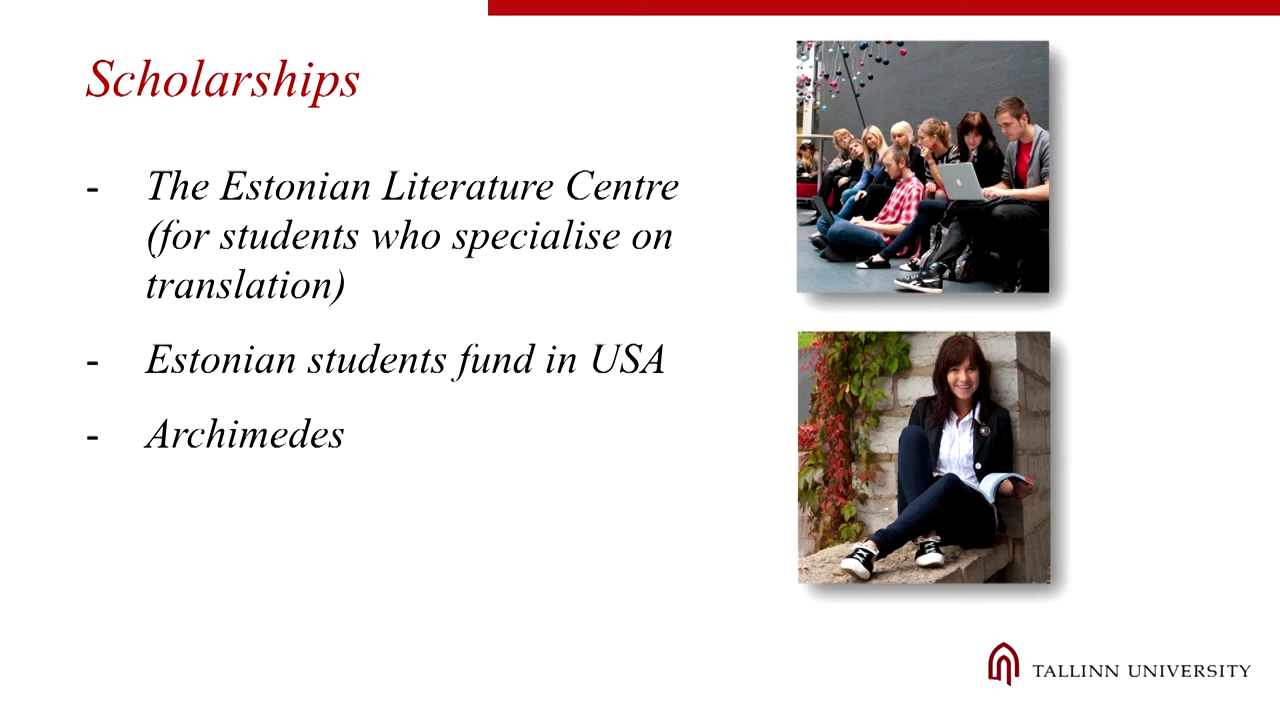 Scholarships
- The Estonian Literature Centre
(for students who specialise on
translation)
- Estonian students fund in USA
- Archimedes
TALLINN UNIVERSITY